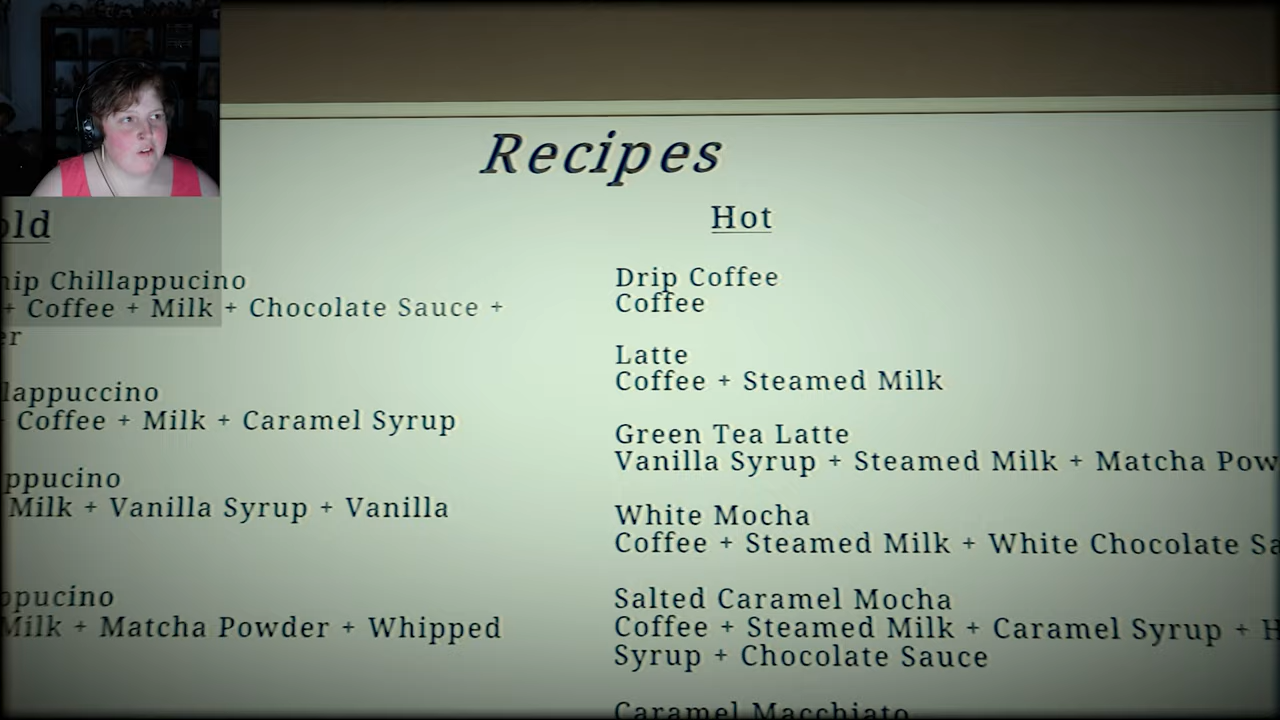 Recipes
old
hip Chillappucino
+ Coffee + Milk + Chocolate Sauce +
er
lappuccino
Coffee + Milk + Caramel Syrup
ppucino
Milk + Vanilla Syrup + Vanilla
ppucino
Milk + Matcha Powder + Whipped
Hot
Drip Coffee
Coffee
Latte
Coffee + Steamed Milk
Green Tea Latte
Vanilla Syrup + Steamed Milk + Matcha Pow
White Mocha
Coffee + Steamed Milk + White Chocolate Sa
Salted Caramel Mocha
Coffee + Steamed Milk + Caramel Syrup + H
Syrup + Chocolate Sauce
Caramel Macchiato